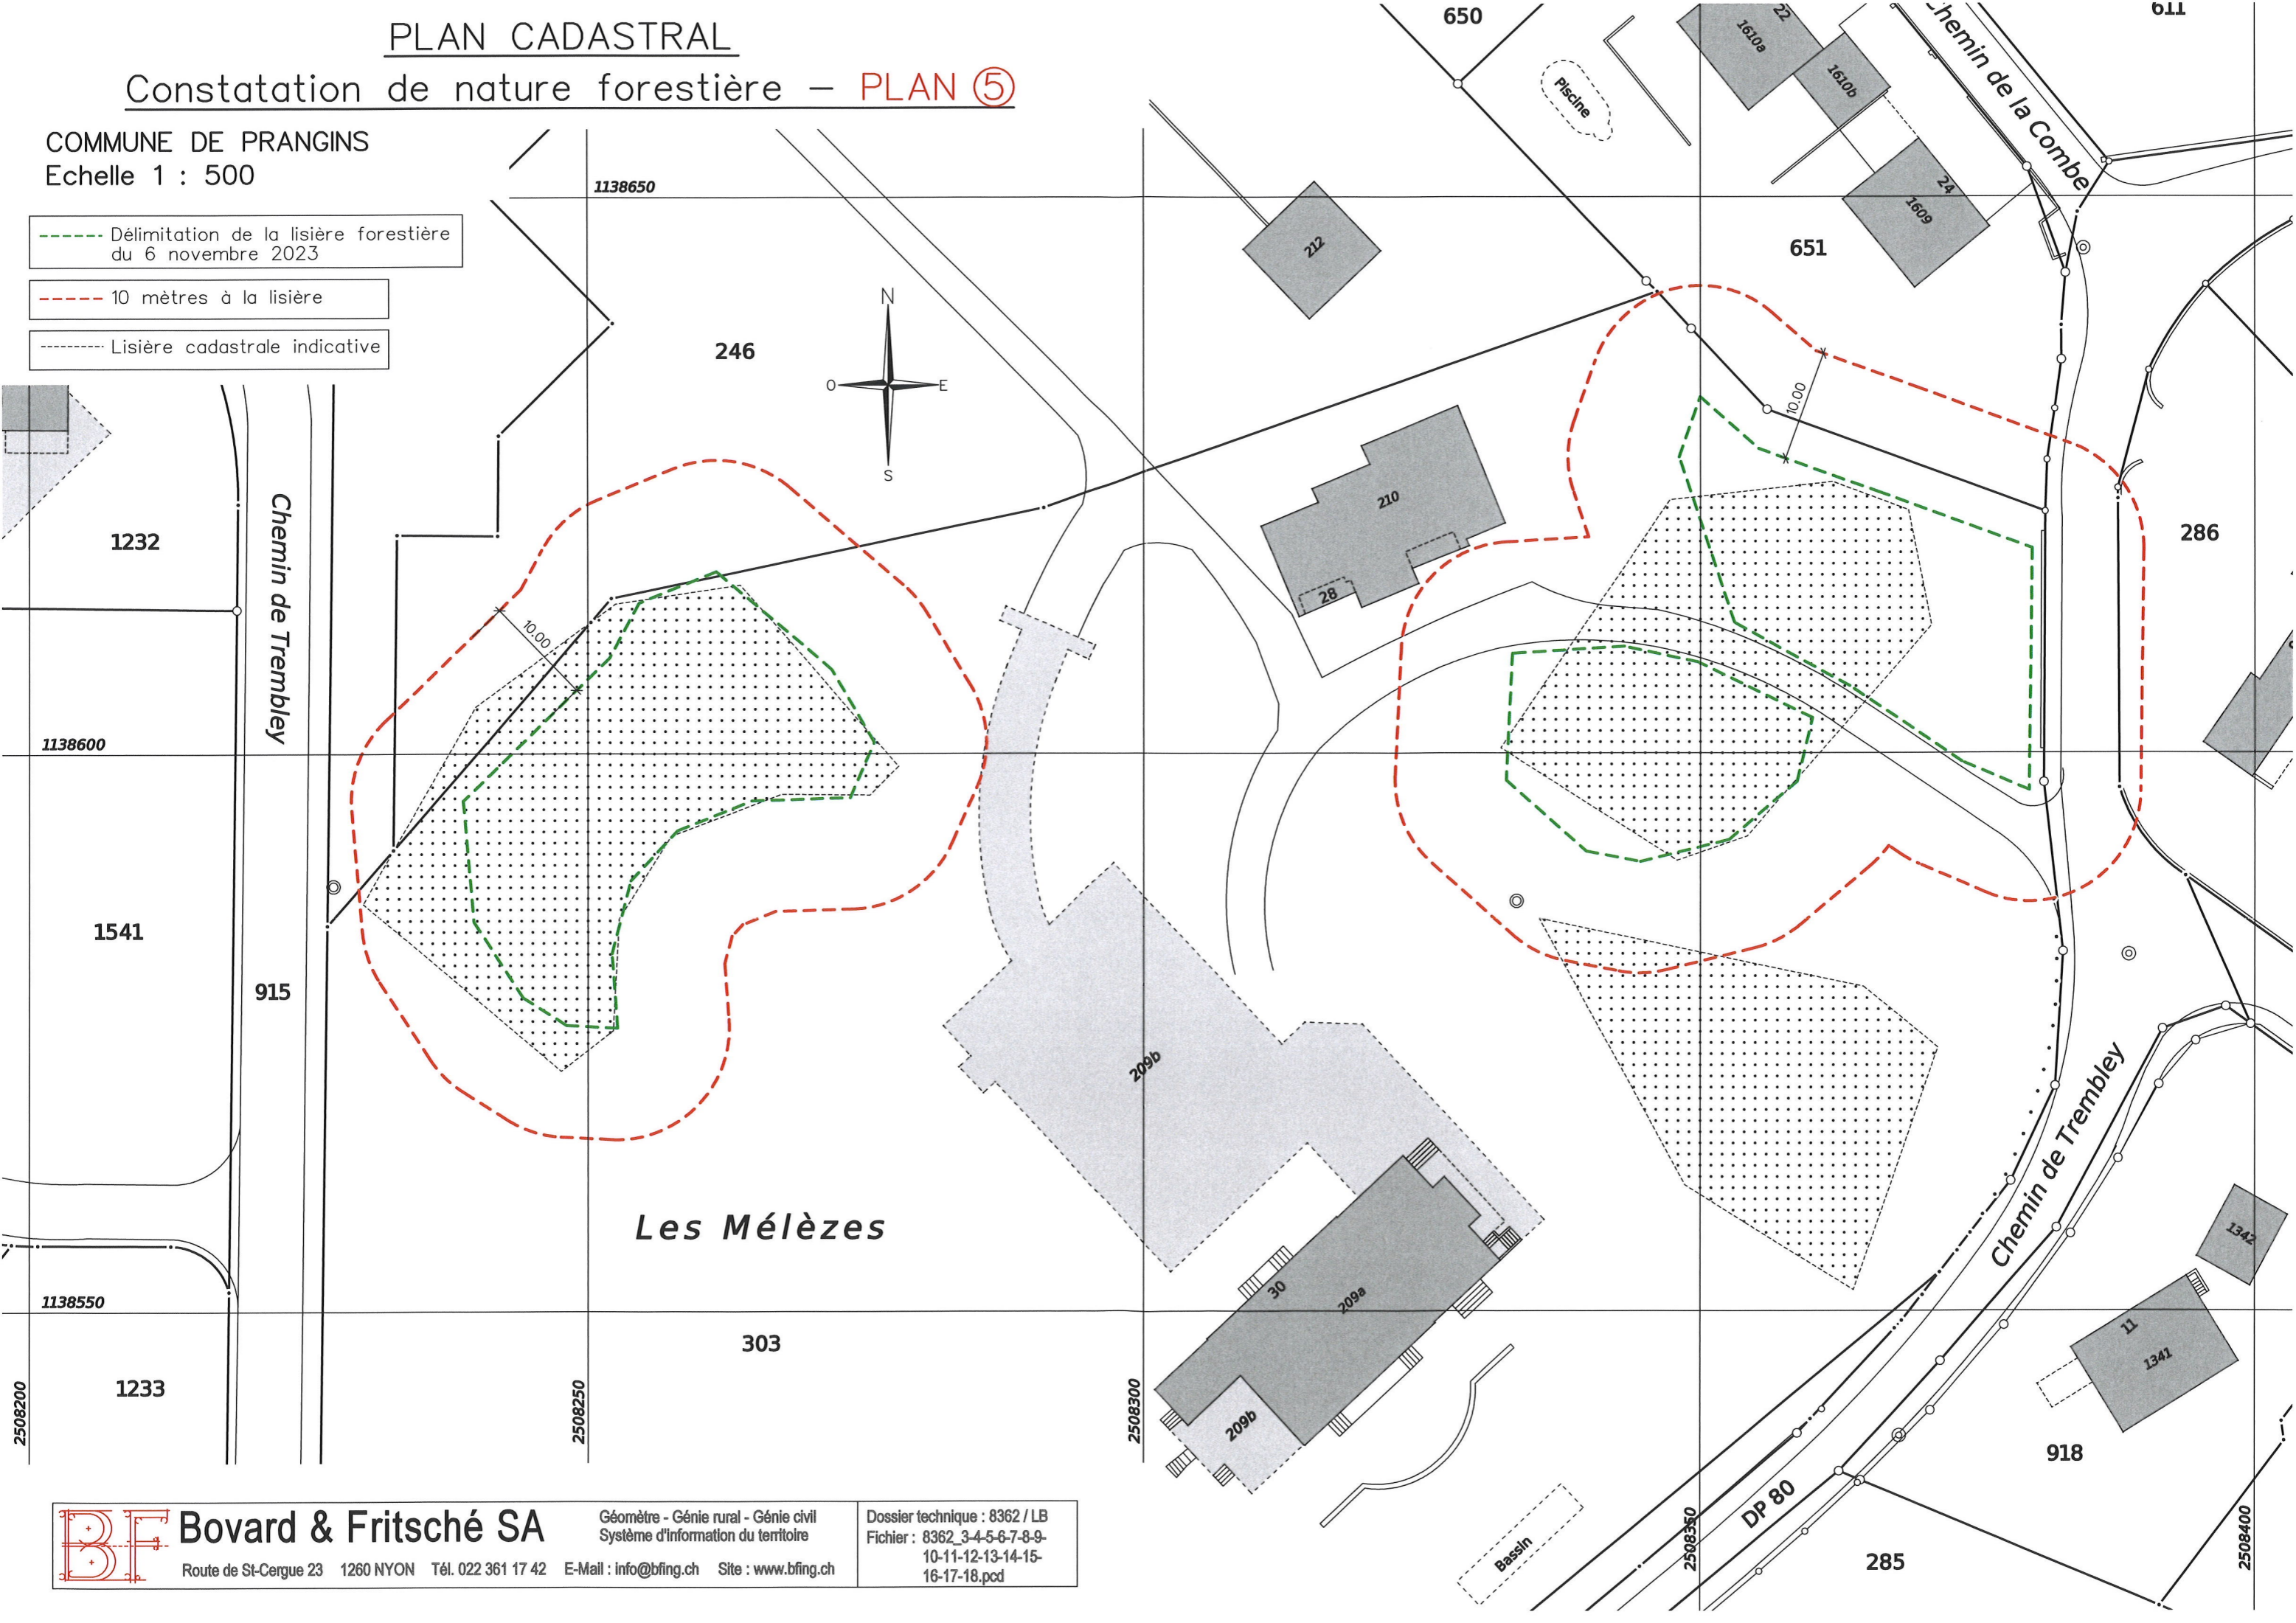 PLAN CADASTRAL
Constatation de nature forestière – PLAN 5
COMMUNE DE PRANGINS
Echelle 1 : 500
Délimitation de la lisière forestière
du 6 novembre 2023
10 mètres à la lisière
Lisière cadastrale indicative
650
611
22
1610a
1610b
Piscine
Chemin de la Combe
1138650
24
1609
212
651
246
N
O
E
S
10.00
210
28
1232
Chemin de Trembley
286
10.00
1138600
1541
915
209b
Chemin de Trembley
Les Mélèzes
1342
30
209a
1138550
303
11
1341
1233
2508200
2508250
2508300
209b
918
DP 80
2508350
2508400
Bassin
285
BF
Bovard & Fritsché SA
Géomètre - Génie rural - Génie civil
Système d'information du territoire
Route de St-Cergue 23 1260 NYON Tél. 022 361 17 42 E-Mail : info@bfing.ch Site : www.bfing.ch
Dossier technique : 8362 / LB
Fichier : 8362_3-4-5-6-7-8-9-
10-11-12-13-14-15-
16-17-18.pcd